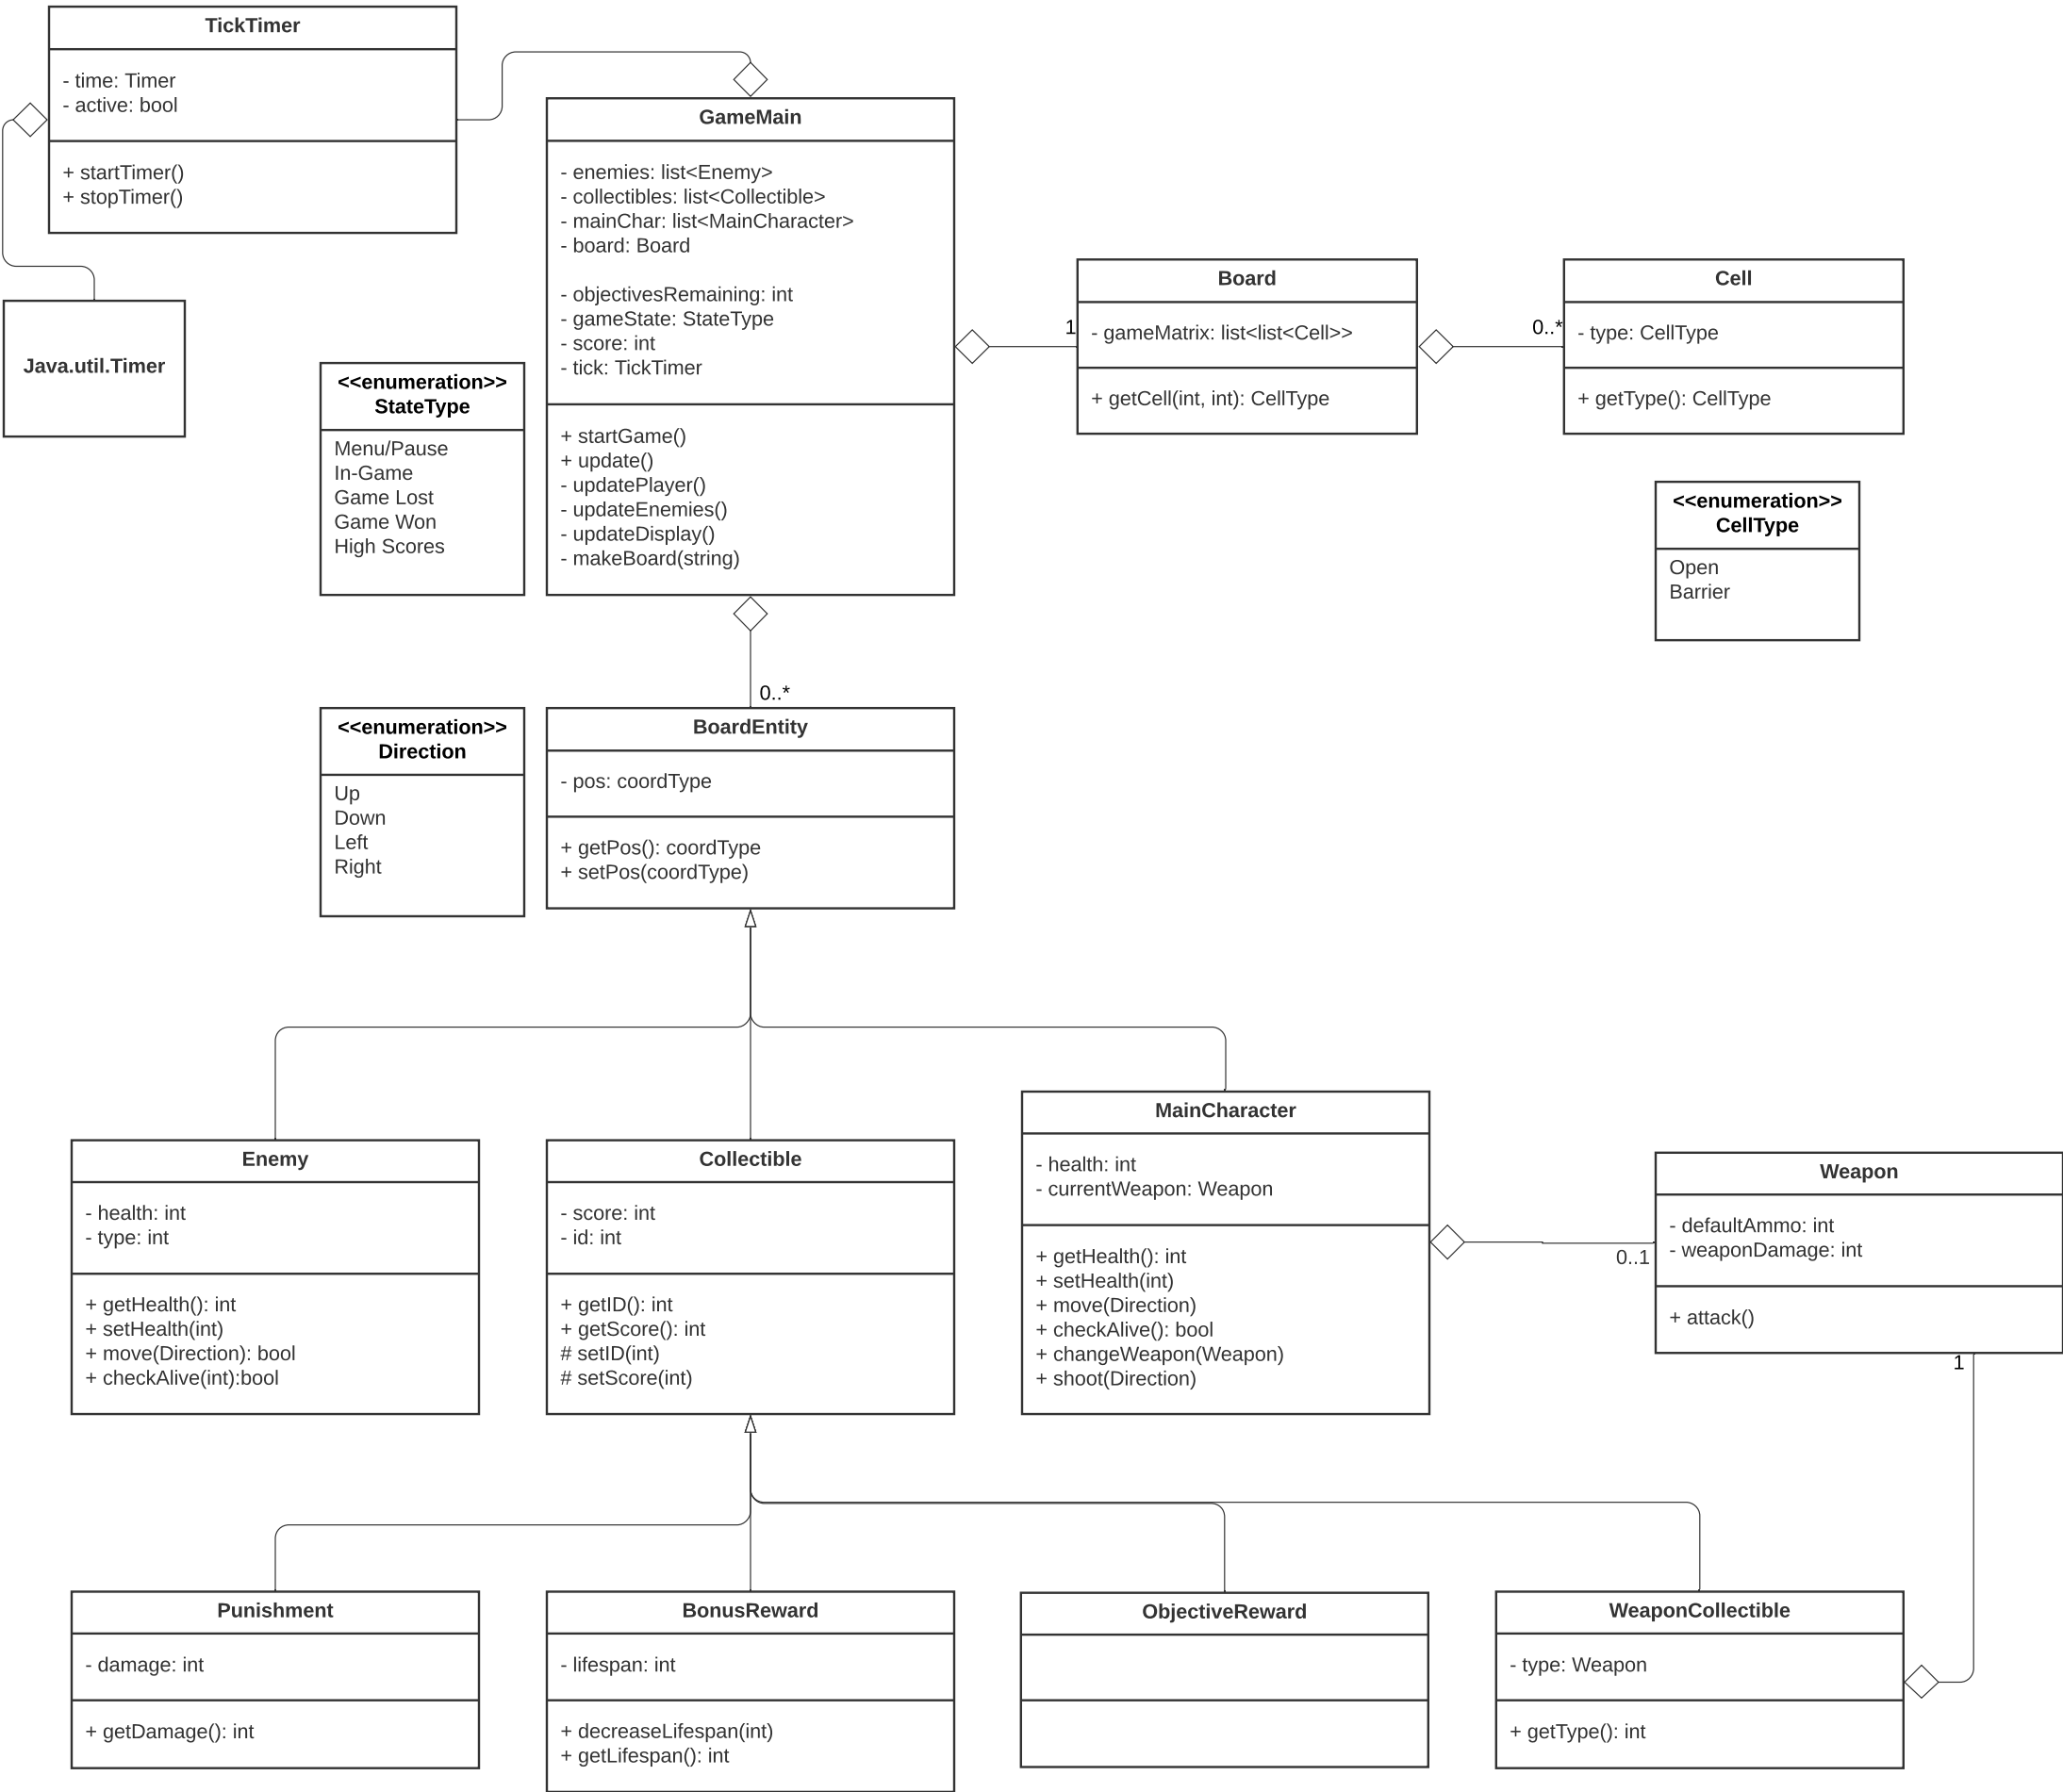 TickTimer
- time: Timer
- active: bool
+ startTimer()
+ stopTimer()
Java.util.Timer
GameMain
- enemies: list<Enemy>
- collectibles: list<Collectible>
- mainChar: list<MainCharacter>
- board: Board
- objectivesRemaining: int
- gameState: StateType
- score: int
- tick: TickTimer
+ startGame()
+ update()
- updatePlayer()
- updateEnemies()
- updateDisplay()
- makeBoard(string)
1
Board
- gameMatrix: list<list<Cell>>
+ getCell(int, int): CellType
0..*
Cell
- type: CellType
+ getType(): CellType
<<enumeration>>
StateType
Menu/Pause
In-Game
Game Lost
Game Won
High Scores
<<enumeration>>
CellType
Open
Barrier
0..*
<<enumeration>>
Direction
Up
Down
Left
Right
BoardEntity
- pos: coordType
+ getPos(): coordType
+ setPos(coordType)
Enemy
- health: int
- type: int
+ getHealth(): int
+ setHealth(int)
+ move(Direction): bool
+ checkAlive(int):bool
Collectible
- score: int
- id: int
+ getID(): int
+ getScore(): int
# setID(int)
# setScore(int)
MainCharacter
- health: int
- currentWeapon: Weapon
+ getHealth(): int
+ setHealth(int)
+ move(Direction)
+ checkAlive(): bool
+ changeWeapon(Weapon)
+ shoot(Direction)
0..1
Weapon
- defaultAmmo: int
- weaponDamage: int
+ attack()
1
Punishment
- damage: int
+ getDamage(): int
BonusReward
- lifespan: int
+ decreaseLifespan(int)
+ getLifespan(): int
ObjectiveReward
WeaponCollectible
- type: Weapon
+ getType(): int